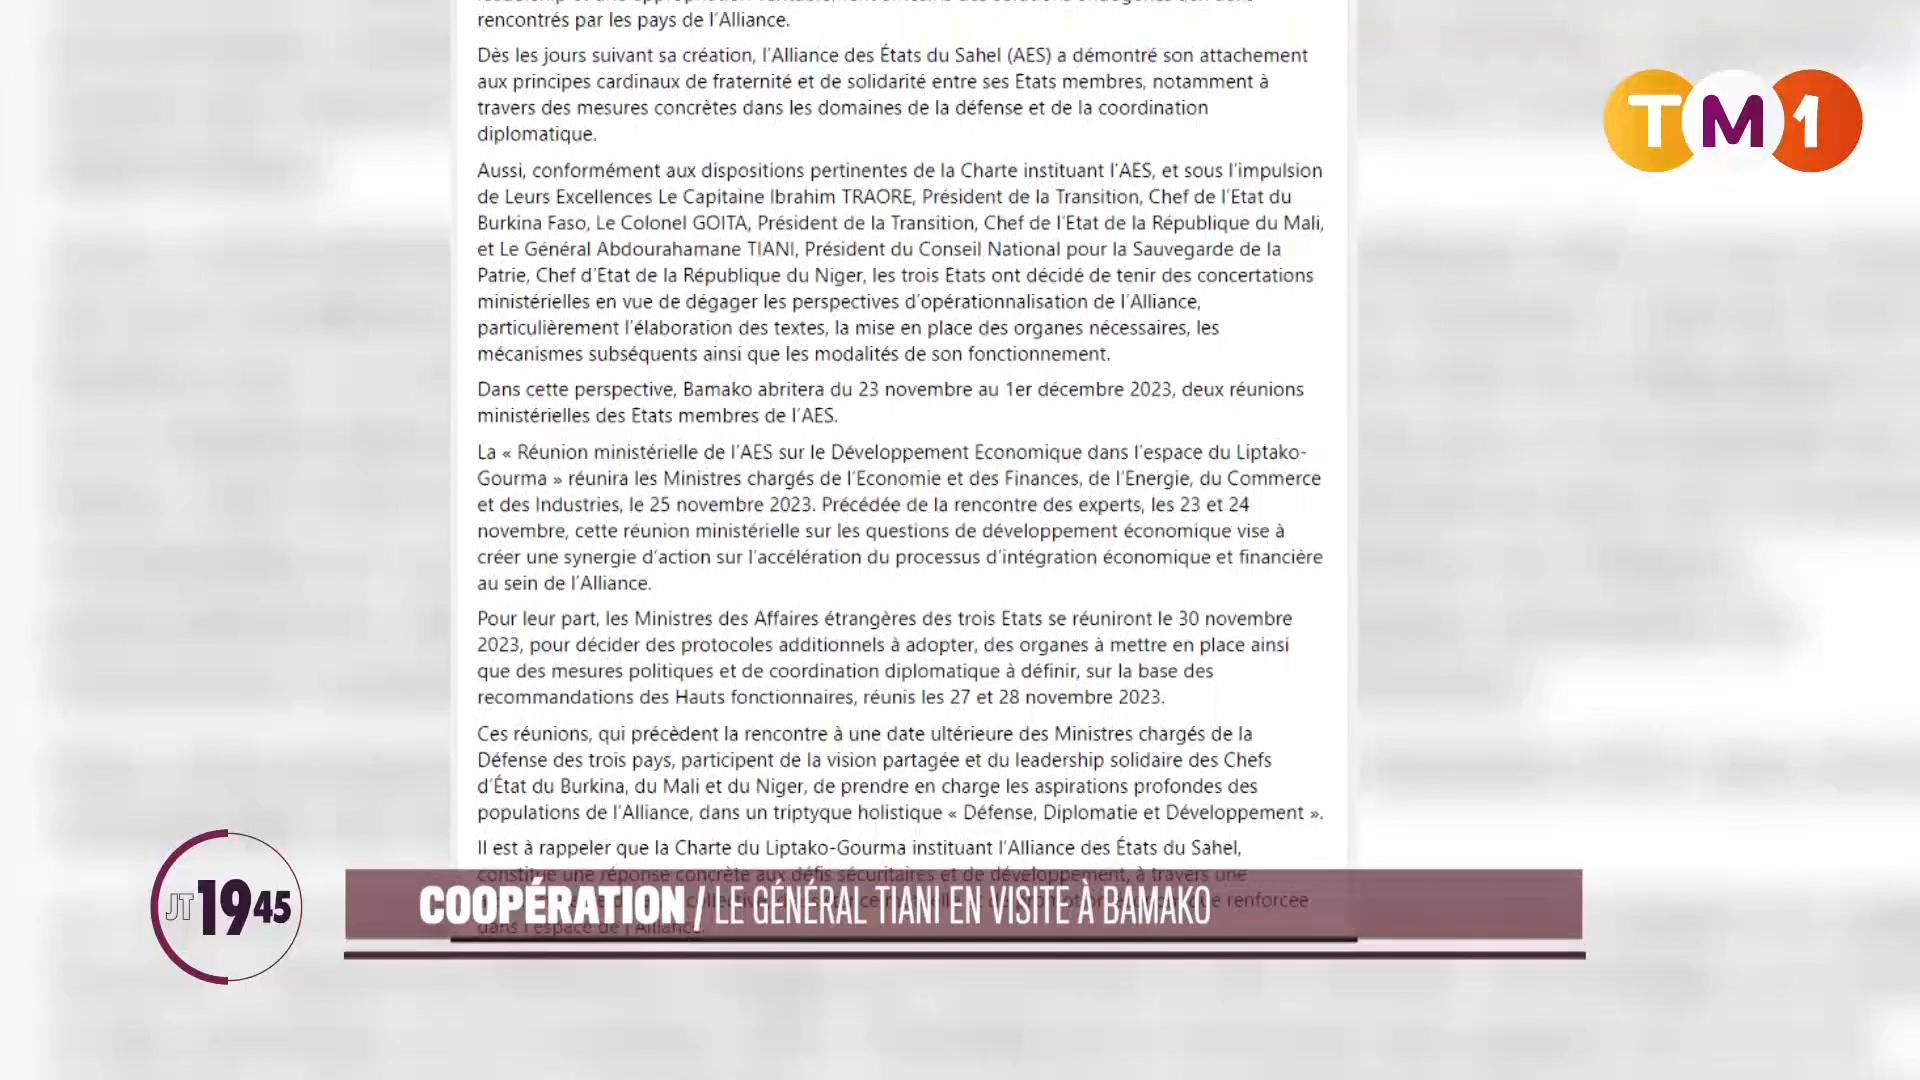 rencontrés par les pays de l'Alliance.
Dès les jours suivant sa création, l'Alliance des États du Sahel (AES) a démontré son attachement
aux principes cardinaux de fraternité et de solidarité entre ses Etats membres, notamment à
travers des mesures concrètes dans les domaines de la défense et de la coordination
diplomatique.
Aussi, conformément aux dispositions pertinentes de la Charte instituant l'AES, et sous l'impulsion
de Leurs Excellences Le Capitaine Ibrahim TRAORE, Président de la Transition, Chef de l'Etat du
Burkina Faso, Le Colonel GOITA, Président de la Transition, Chef de l'Etat de la République du Mali,
et Le Général Abdourahamane TIANI, Président du Conseil National pour la Sauvegarde de la
Patrie, Chef d'Etat de la République du Niger, les trois Etats ont décidé de tenir des concertations
ministérielles en vue de dégager les perspectives d'opérationnalisation de l'Alliance,
particulièrement l'élaboration des textes, la mise en place des organes nécessaires, les
mécanismes subséquents ainsi que les modalités de son fonctionnement.
Dans cette perspective, Bamako abritera du 23 novembre au 1er décembre 2023, deux réunions
ministérielles des Etats membres de l'AES.
La « Réunion ministérielle de l'AES sur le Développement Economique dans l'espace du Liptako-
Gourma » réunira les Ministres chargés de l'Economie et des Finances, de l'Energie, du Commerce
et des Industries, le 25 novembre 2023. Précédée de la rencontre des experts, les 23 et 24
novembre, cette réunion ministérielle sur les questions de développement économique vise à
créer une synergie d'action sur l'accélération du processus d'intégration économique et financière
au sein de l'Alliance.
Pour leur part, les Ministres des Affaires étrangères des trois Etats se réuniront le 30 novembre
2023, pour décider des protocoles additionnels à adopter, des organes à mettre en place ainsi
que des mesures politiques et de coordination diplomatique à définir, sur la base des
recommandations des Hauts fonctionnaires, réunis les 27 et 28 novembre 2023.
Ces réunions, qui précèdent la rencontre à une date ultérieure des Ministres chargés de la
Défense des trois pays, participent de la vision partagée et du leadership solidaire des Chefs
d'État du Burkina, du Mali et du Niger, de prendre en charge les aspirations profondes des
populations de l'Alliance, dans un triptyque holistique « Défense, Diplomatie et Développement ».
Il est à rappeler que la Charte du Liptako-Gourma instituant l'Alliance des États du Sahel,
constitue une réponse concrète aux défis sécuritaires et de développement, à travers une
renforcée
dans l'espace de l'Alliance.
TM1
JT 19 45
COOPÉRATION / LE GÉNÉRAL TIANI EN VISITE À BAMAKO